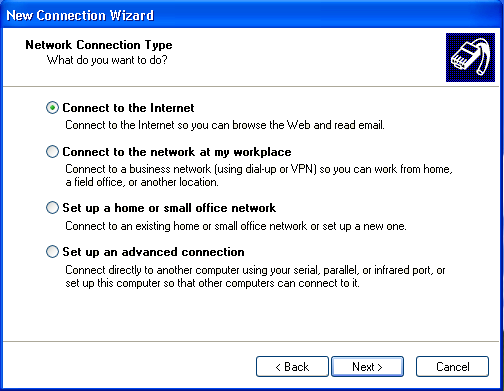 New Connection Wizard
Network Connection Type
What do you want to do?
Connect to the Internet
Connect to the Internet so you can browse the Web and read email.
Connect to the network at my workplace
Connect to a business network (using dial-up or VPN) so you can work from home,
a field office, or another location.
Set up a home or small office network
Connect to an existing home or small office network or set up a new one.
Set up an advanced connection
Connect directly to another computer using your serial, parallel, or infrared port, or
set up this computer so that other computers can connect to it.
< Back
Next >
Cancel